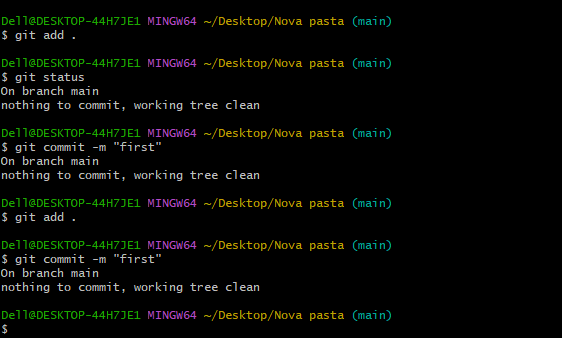 Dell@DESKTOP-44H7JE1 MINGW64 ~/Desktop/Nova pasta (main)
$ git add .
Dell@DESKTOP-44H7JE1 MINGW64 ~/Desktop/Nova pasta (main)
$ git status
On branch main
nothing to commit, working tree clean
Dell@DESKTOP-44H7JE1 MINGW64 ~/Desktop/Nova pasta (main)
$ git commit -m "first"
On branch main
nothing to commit, working tree clean
Dell@DESKTOP-44H7JE1 MINGW64 ~/Desktop/Nova pasta (main)
$ git add .
Dell@DESKTOP-44H7JE1 MINGW64 ~/Desktop/Nova pasta (main)
$ git commit -m "first"
On branch main
nothing to commit, working tree clean
Dell@DESKTOP-44H7JE1 MINGW64 ~/Desktop/Nova pasta (main)
$